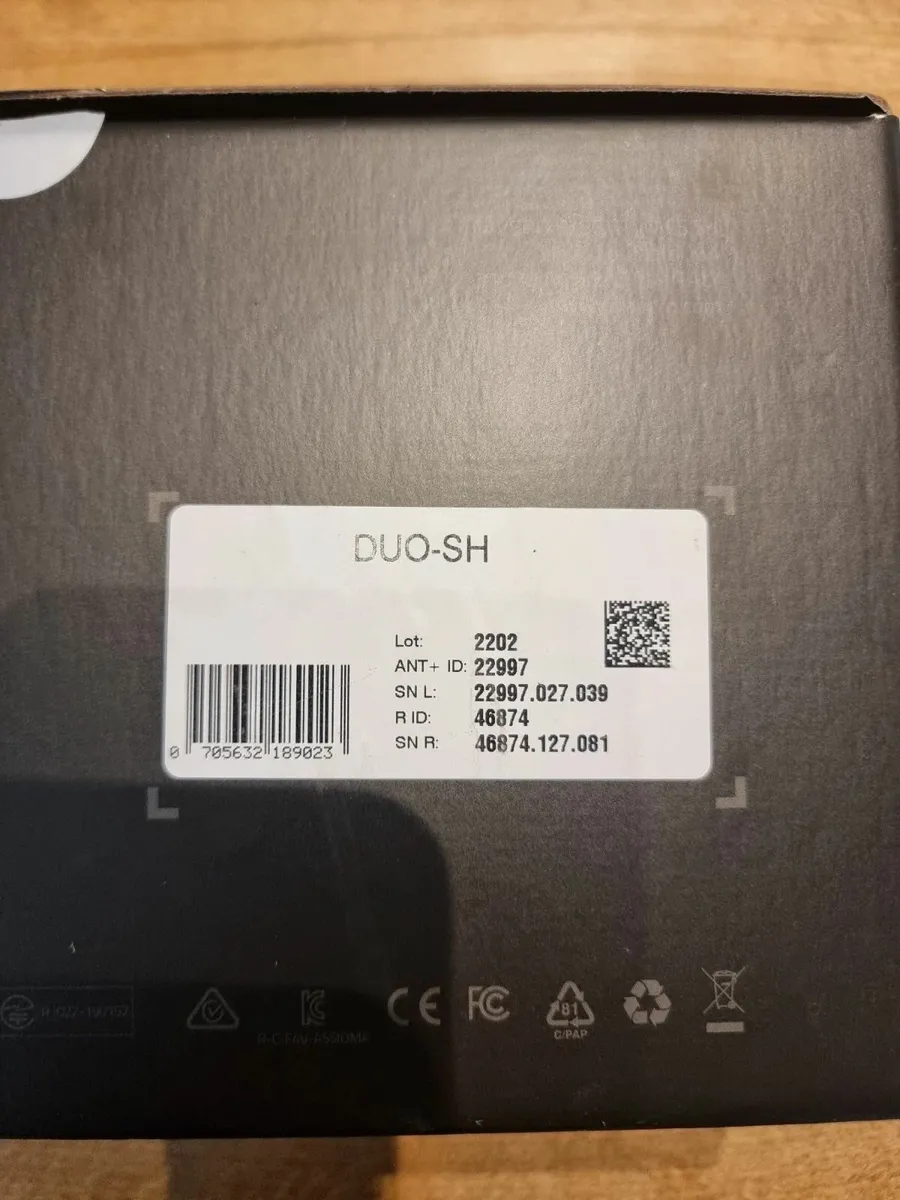 DUO-SH
Lot: 2202
ANT+ ID: 22997
SN L: 22997.027.039
R ID: 46874
SN R: 46874.127.081
0 705632 189023
CE FC
81
C/PAP